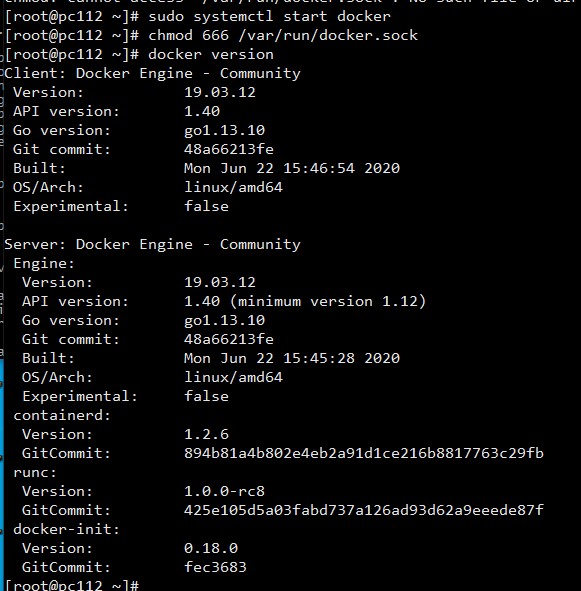 chmod: cannot access '/var/run/docker.sock': No such file or dir
[root@pc112 ~]# sudo systemctl start docker
[root@pc112 ~]# chmod 666 /var/run/docker.sock
[root@pc112 ~]# docker version
Client: Docker Engine - Community
 Version:           19.03.12
 API version:       1.40
 Go version:        go1.13.10
 Git commit:        48a66213fe
 Built:             Mon Jun 22 15:46:54 2020
 OS/Arch:           linux/amd64
 Experimental:      false

Server: Docker Engine - Community
 Engine:
  Version:          19.03.12
  API version:      1.40 (minimum version 1.12)
  Go version:       go1.13.10
  Git commit:       48a66213fe
  Built:            Mon Jun 22 15:45:28 2020
  OS/Arch:          linux/amd64
  Experimental:     false
 containerd:
  Version:          1.2.6
  GitCommit:        894b81a4b802e4eb2a91d1ce216b8817763c29fb
 runc:
  Version:          1.0.0-rc8
  GitCommit:        425e105d5a03fabd737a126ad93d62a9eeede87f
 docker-init:
  Version:          0.18.0
  GitCommit:        fec3683
[root@pc112 ~]#